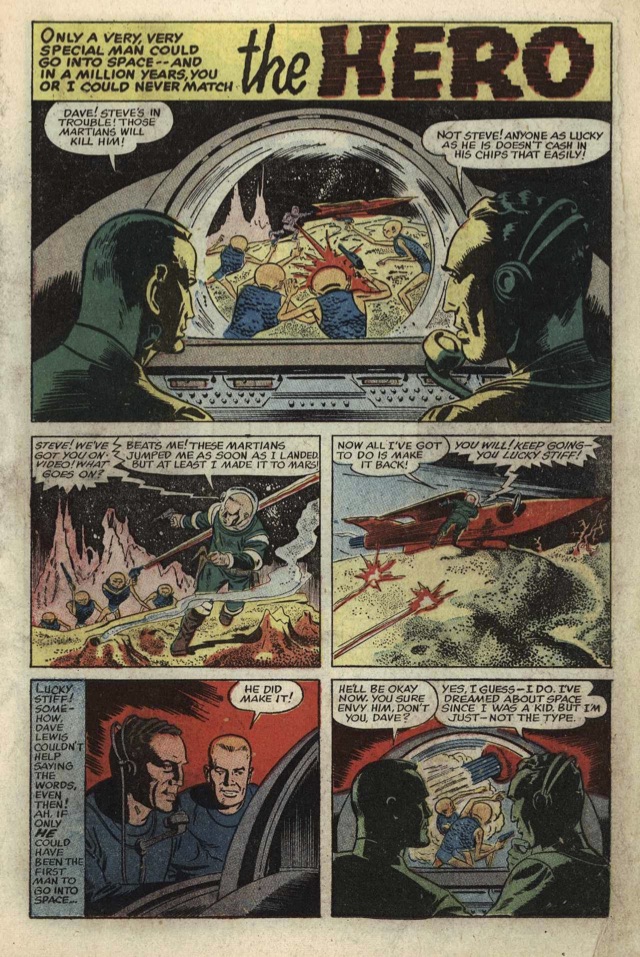 ONLY A VERY, VERY
SPECIAL MAN COULD
GO INTO SPACE--AND
IN A MILLION YEARS, YOU
OR I COULD NEVER MATCH
the HERO
DAVE! STEVE'S IN
TROUBLE! THOSE
MARTIANS WILL
KILL HIM!
NOT STEVE! ANYONE AS LUCKY
AS HE IS DOESN'T CASH IN
HIS CHIPS THAT EASILY!
STEVE! WE'VE
GOT YOU ON
VIDEO! WHAT
GOES ON?
BEATS ME! THESE MARTIANS
JUMPED ME AS SOON AS I LANDED.
BUT AT LEAST I MADE IT TO MARS!
NOW ALL I'VE GOT
TO DO IS MAKE
IT BACK!
YOU WILL! KEEP GOING--
YOU LUCKY STIFF!
LUCKY
STIFF!
SOME-
HOW,
DAVE
LEWIS
COULDN'T
HELP
SAYING
THE
WORDS,
EVEN
THEN!
AH, IF
ONLY
HE
COULD
HAVE
BEEN THE
FIRST
MAN TO
GO INTO
SPACE...
HE DID
MAKE IT!
HE'LL BE OKAY
NOW. YOU SURE
ENVY HIM, DON'T
YOU, DAVE?
YES, I GUESS--I DO. I'VE
DREAMED ABOUT SPACE
SINCE I WAS A KID. BUT I'M
JUST--NOT THE TYPE.